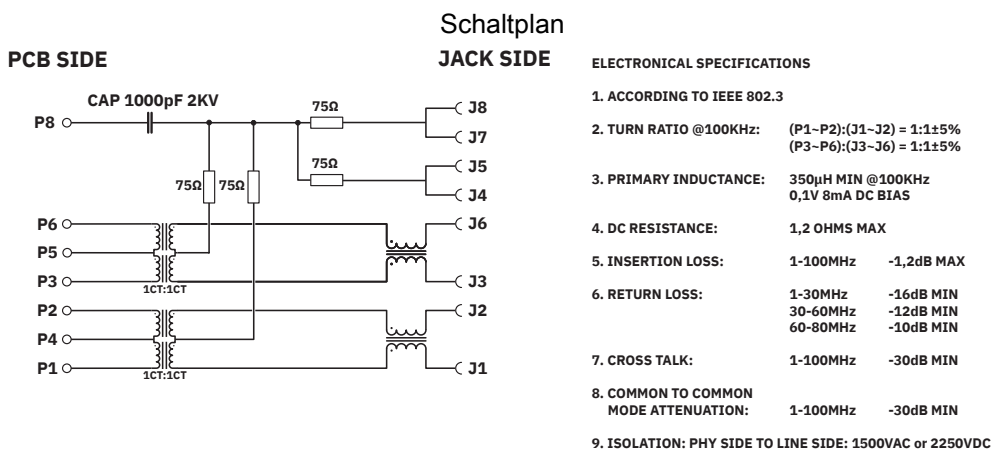 Schaltplan
PCB SIDE
JACK SIDE
CAP 1000pF 2KV
75Ω
J8
P8
J7
75Ω
J5
75Ω 75Ω
J4
P6
J6
P5
P3
J3
1CT:1CT
P2
J2
P4
P1
J1
1CT:1CT
ELECTRONICAL SPECIFICATIONS
1. ACCORDING TO IEEE 802.3
2. TURN RATIO @100KHz: (P1~P2):(J1~J2) = 1:1±5%
(P3~P6):(J3~J6) = 1:1±5%
3. PRIMARY INDUCTANCE: 350µH MIN @100KHz
0,1V 8mA DC BIAS
4. DC RESISTANCE: 1,2 OHMS MAX
5. INSERTION LOSS: 1-100MHz -1,2dB MAX
6. RETURN LOSS: 1-30MHz -16dB MIN
30-60MHz -12dB MIN
60-80MHz -10dB MIN
7. CROSS TALK: 1-100MHz -30dB MIN
8. COMMON TO COMMON
MODE ATTENUATION: 1-100MHz -30dB MIN
9. ISOLATION: PHY SIDE TO LINE SIDE: 1500VAC or 2250VDC